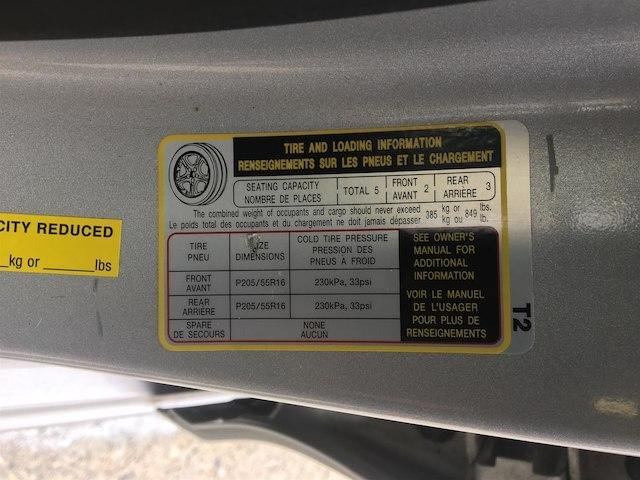 TIRE AND LOADING INFORMATION
RENSEIGNEMENTS SUR LES PNEUS ET LE CHARGEMENT
SEATING CAPACITY
NOMBRE DE PLACES
TOTAL 5
FRONT
AVANT 2
REAR
ARRIÈRE 3
The combined weight of occupants and cargo should never exceed 385 kg or 849 lbs.
Le poids total des occupants et du chargement ne doit jamais dépasser kg ou lb.
TIRE
PNEU
SIZE
DIMENSIONS
COLD TIRE PRESSURE
PRESSION DES
PNEUS À FROID
FRONT
AVANT
P205/55R16
230kPa, 33psi
REAR
ARRIÈRE
P205/55R16
230kPa, 33psi
SPARE
DE SECOURS
NONE
AUCUN
SEE OWNER'S
MANUAL FOR
ADDITIONAL
INFORMATION
VOIR LE MANUEL
DE L'USAGER
POUR PLUS DE
RENSEIGNEMENTS
T2
CITY REDUCED
__kg or ______lbs